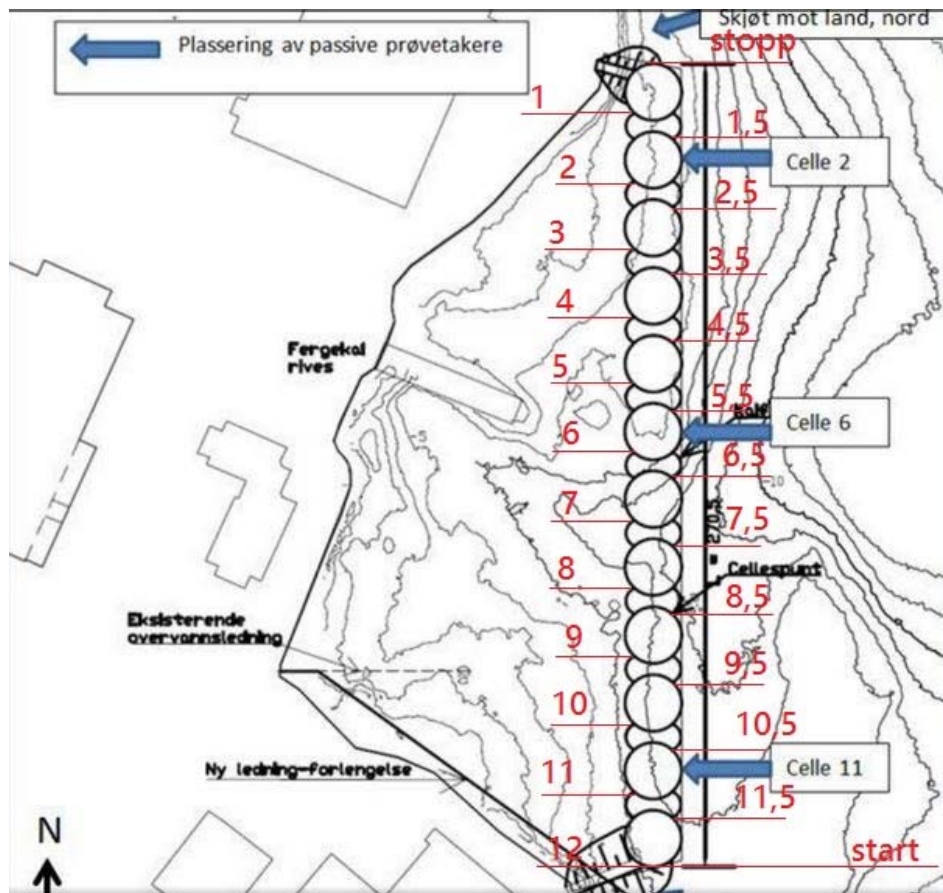 Plassering av passive prøvetakere
Skjøt mot land, nord
stopp
1
1,5
2
Celle 2
2,5
3
3,5
4
4,5
Fergekai
rives
5
5,5
6
Celle 6
6,5
7
7,5
8
Cellespunt
8,5
Eksisterende
overvannsledning
9
9,5
10
10,5
Ny ledning-forlengelse
11
Celle 11
11,5
12
start
N
-5
-10